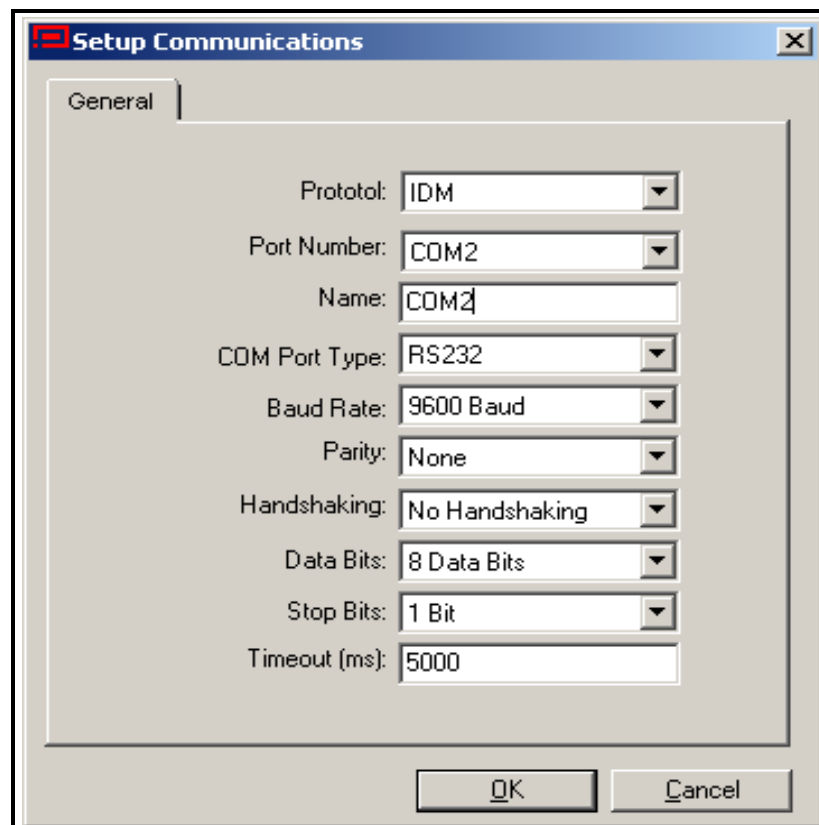 Setup Communications
General
Prototol: IDM
Port Number: COM2
Name: COM2
COM Port Type: RS232
Baud Rate: 9600 Baud
Parity: None
Handshaking: No Handshaking
Data Bits: 8 Data Bits
Stop Bits: 1 Bit
Timeout (ms): 5000
OK Cancel